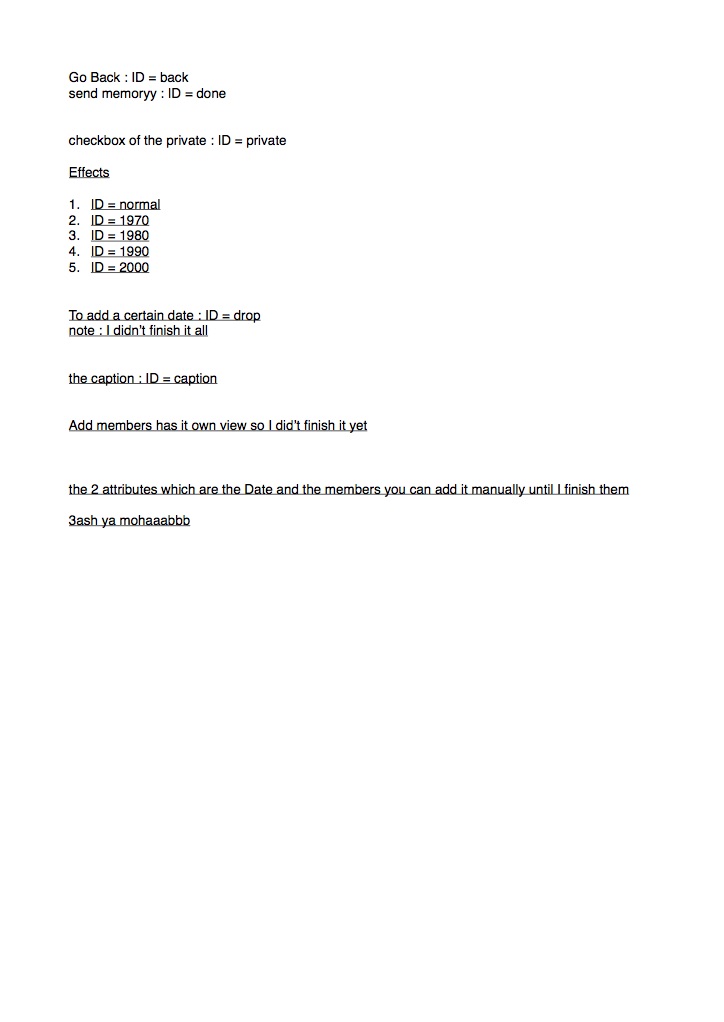 Go Back : ID = back
send memoryy : ID = done
checkbox of the private : ID = private
Effects
1. ID = normal
2. ID = 1970
3. ID = 1980
4. ID = 1990
5. ID = 2000
To add a certain date : ID = drop
note : I didn't finish it all
the caption : ID = caption
Add members has it own view so I did't finish it yet
the 2 attributes which are the Date and the members you can add it manually until I finish them
3ash ya mohaaabbb